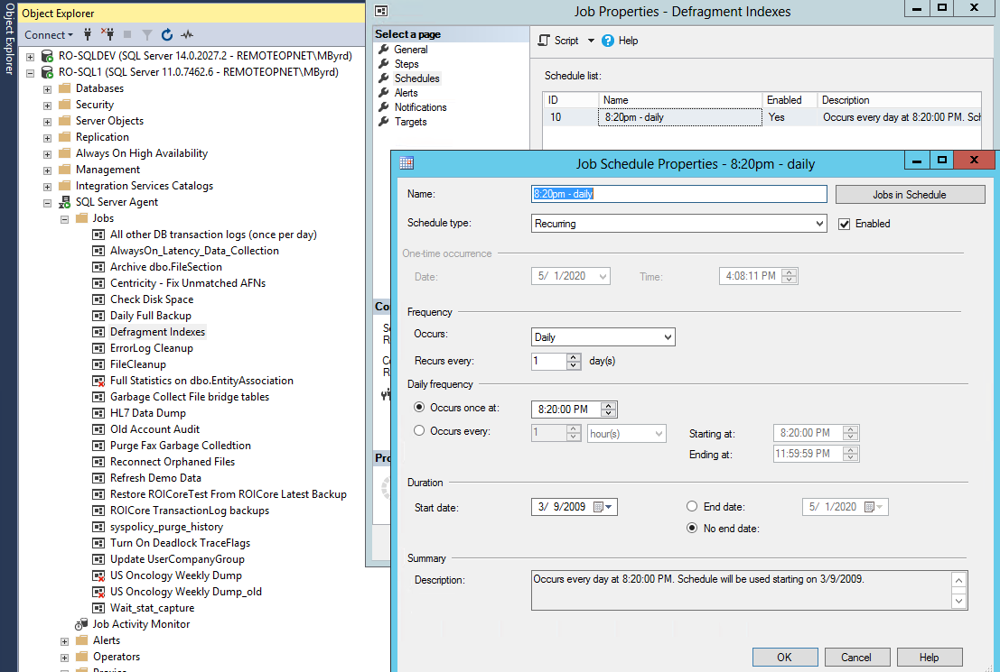 Object Explorer
Object Explorer
Connect
RO-SQLDEV (SQL Server 14.0.2027.2 - REMOTEOPNET\MByrd)
RO-SQL1 (SQL Server 11.0.7462.6 - REMOTEOPNET\MByrd)
Databases
Security
Server Objects
Replication
Always On High Availability
Management
Integration Services Catalogs
SQL Server Agent
Jobs
All other DB transaction logs (once per day)
AlwaysOn_Latency_Data_Collection
Archive dbo.FileSection
Centricity - Fix Unmatched AFNs
Check Disk Space
Daily Full Backup
Defragment Indexes
ErrorLog Cleanup
FileCleanup
Full Statistics on dbo.EntityAssociation
Garbage Collect File bridge tables
HL7 Data Dump
Old Account Audit
Purge Fax Garbage Colledtion
Reconnect Orphaned Files
Refresh Demo Data
Restore ROICoreTest From ROICore Latest Backup
ROICore TransactionLog backups
syspolicy_purge_history
Turn On Deadlock TraceFlags
Update UserCompanyGroup
US Oncology Weekly Dump
US Oncology Weekly Dump_old
Wait_stat_capture
Job Activity Monitor
Alerts
Operators
Job Properties - Defragment Indexes
Select a page
General
Steps
Schedules
Alerts
Notifications
Targets
Script Help
Schedule list:
ID Name Enabled Description
10 8:20pm - daily Yes Occurs every day at 8:20:00 PM. Sch
Co
S
R
C
R
Pro
Job Schedule Properties - 8:20pm - daily
Name: 8:20pm - daily Jobs in Schedule
Schedule type: Recurring Enabled
One-time occurrence
Date: 5/ 1/2020 Time: 4:08:11 PM
Frequency
Occurs: Daily
Recurs every: 1 day(s)
Daily frequency
Occurs once at: 8:20:00 PM
Occurs every: 1 hour(s) Starting at: 8:20:00 PM
Ending at: 11:59:59 PM
Duration
Start date: 3/ 9/2009 End date: 5/ 1/2020
No end date:
Summary
Description: Occurs every day at 8:20:00 PM. Schedule will be used starting on 3/9/2009.
OK Cancel Help